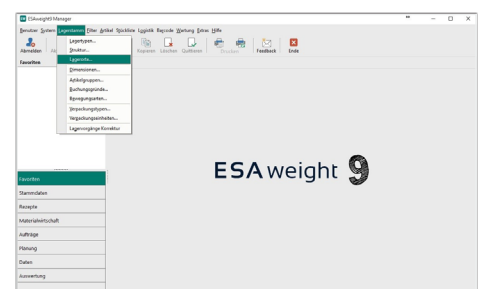 ESAweight9 Manager
Benutzer System Lagerstamm Filter Artikel Stückliste Logistik Rezepte Wartung Extras Hilfe
Abmelden Kopieren Löschen Quittieren Drucken Feedback Ende
Favoriten
Lagertypen...
Struktur...
Lagerorte...
Dimensionen...
Artikelgruppen...
Buchungsgründe...
Bewegungsarten...
Verpackungstypen...
Verpackungseinheiten...
Lagervorgänge Korrektur
ESA weight 9
Favoriten
Stammdaten
Rezepte
Materialwirtschaft
Aufträge
Planung
Daten
Auswertung